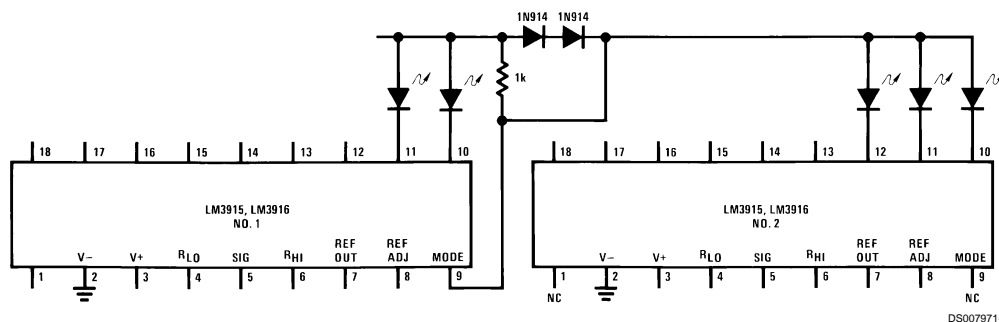 1N914 1N914
1k
18 17 16 15 14 13 12 11 10
18 17 16 15 14 13 12 11 10
LM3915, LM3916
NO. 1
LM3915, LM3916
NO. 2
V− V+ RLO SIG RHI REF OUT REF ADJ MODE
V− V+ RLO SIG RHI REF OUT REF ADJ MODE
1 2 3 4 5 6 7 8 9
1 2 3 4 5 6 7 8 9
NC NC
DS007971-